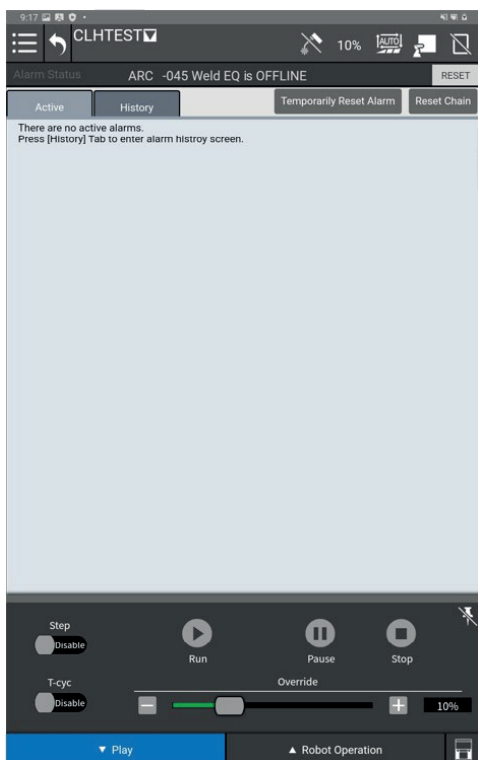 9:17
CLHTEST
10%
AUTO
Alarm Status
ARC -045 Weld EQ is OFFLINE
RESET
Active
History
Temporarily Reset Alarm
Reset Chain
There are no active alarms.
Press [History] Tab to enter alarm histroy screen.
Step
Disable
Run
Pause
Stop
T-cyc
Disable
Override
10%
Play
Robot Operation